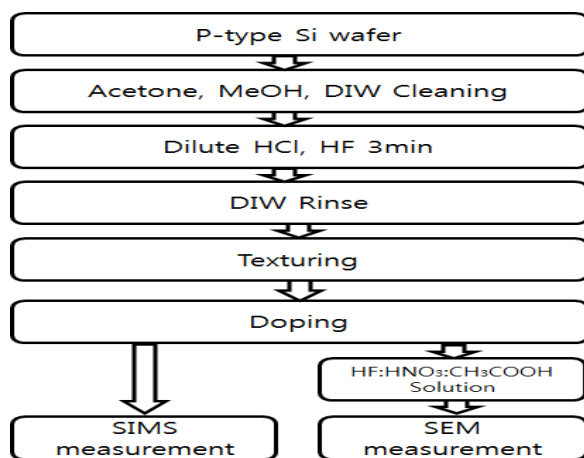 P-type Si wafer
Acetone, MeOH, DIW Cleaning
Dilute HCl, HF 3min
DIW Rinse
Texturing
Doping
HF:HNO₃:CH₃COOH
Solution
SIMS
measurement
SEM
measurement